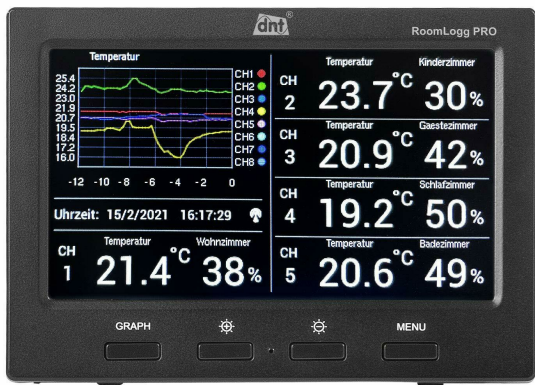 dnt®
RoomLogg PRO
Temperatur
25.4
24.2
23.0
21.9
20.7
19.5
18.4
17.2
16.0
CH1
CH2
CH3
CH4
CH5
CH6
CH7
CH8
-12 -10 -8 -6 -4 -2 0
Uhrzeit: 15/2/2021 16:17:29
Temperatur Wohnzimmer
CH 1 21.4°C 38%
Temperatur Kinderzimmer
CH 2 23.7°C 30%
Temperatur Gaestezimmer
CH 3 20.9°C 42%
Temperatur Schlafzimmer
CH 4 19.2°C 50%
Temperatur Badezimmer
CH 5 20.6°C 49%
GRAPH
MENU